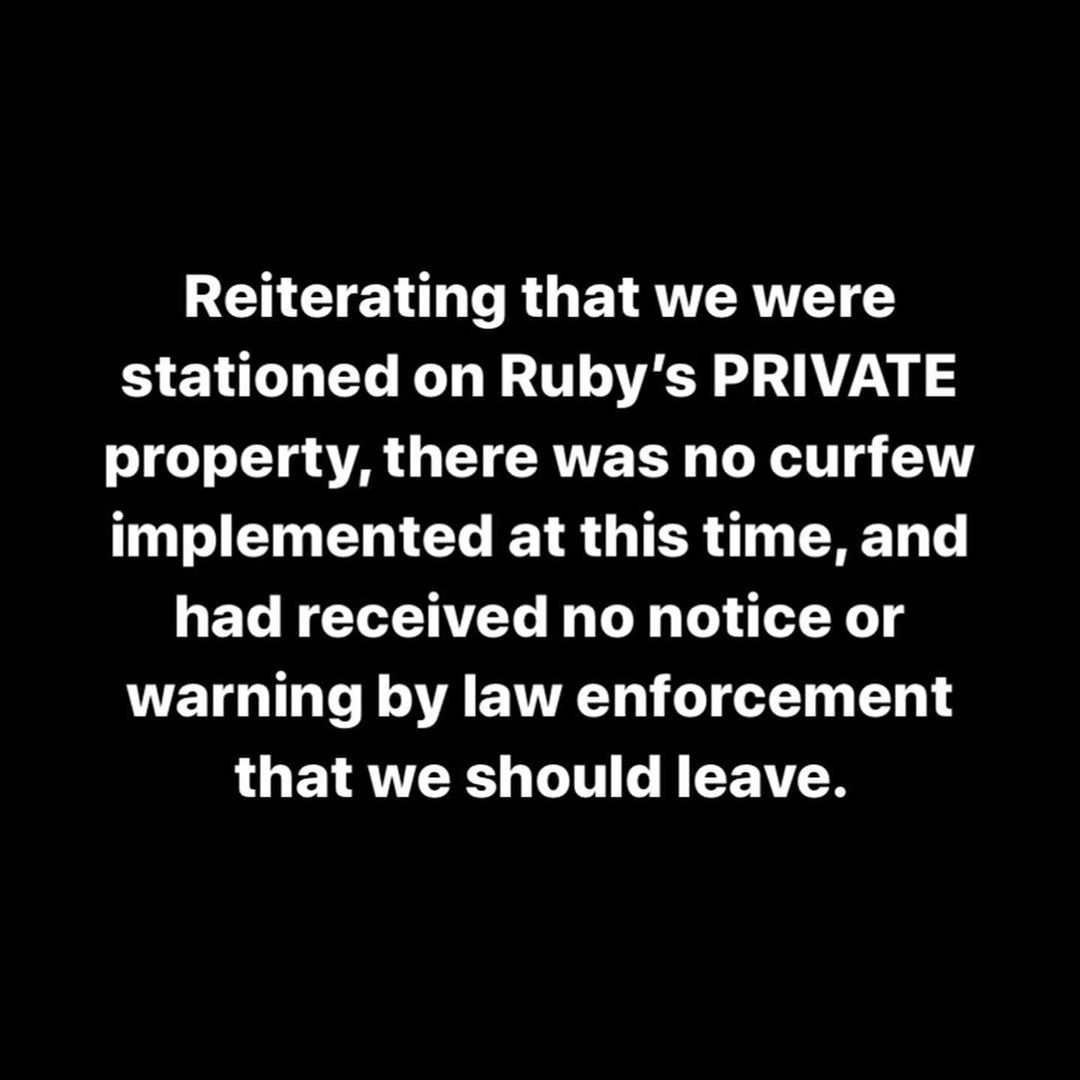 Reiterating that we were
stationed on Ruby’s PRIVATE
property, there was no curfew
implemented at this time, and
had received no notice or
warning by law enforcement
that we should leave.